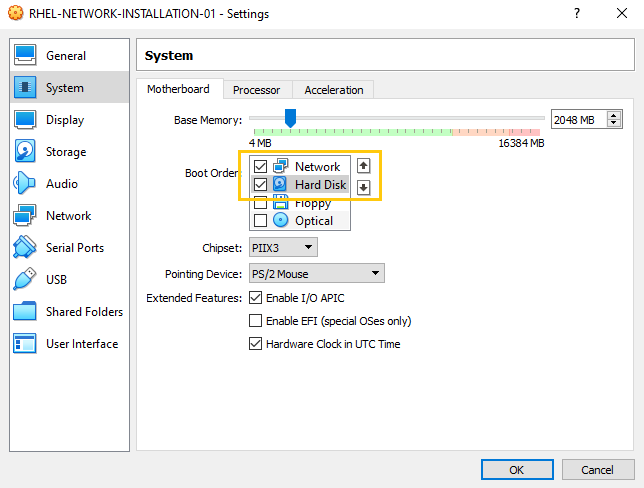 RHEL-NETWORK-INSTALLATION-01 - Settings
General
System
Display
Storage
Audio
Network
Serial Ports
USB
Shared Folders
User Interface
System
Motherboard Processor Acceleration
Base Memory: 2048 MB
4 MB 16384 MB
Boot Order: Network
Hard Disk
Floppy
Optical
Chipset: PIIX3
Pointing Device: PS/2 Mouse
Extended Features: Enable I/O APIC
Enable EFI (special OSes only)
Hardware Clock in UTC Time
OK Cancel